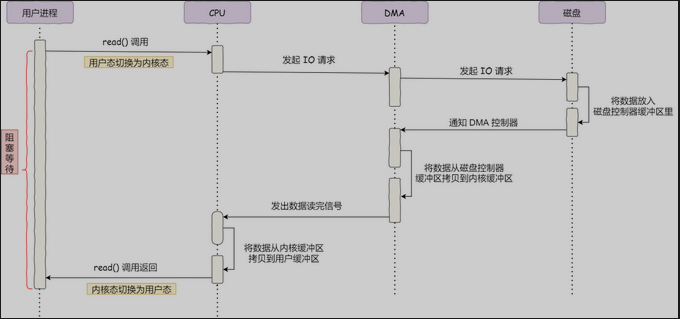 用户进程
CPU
DMA
磁盘
read() 调用
用户态切换为内核态
发起 IO 请求
发起 IO 请求
将数据放入
磁盘控制器缓冲区里
通知 DMA 控制器
阻塞等待
将数据从磁盘控制器
缓冲区拷贝到内核缓冲区
发出数据读完信号
将数据从内核缓冲区
拷贝到用户缓冲区
read() 调用返回
内核态切换为用户态